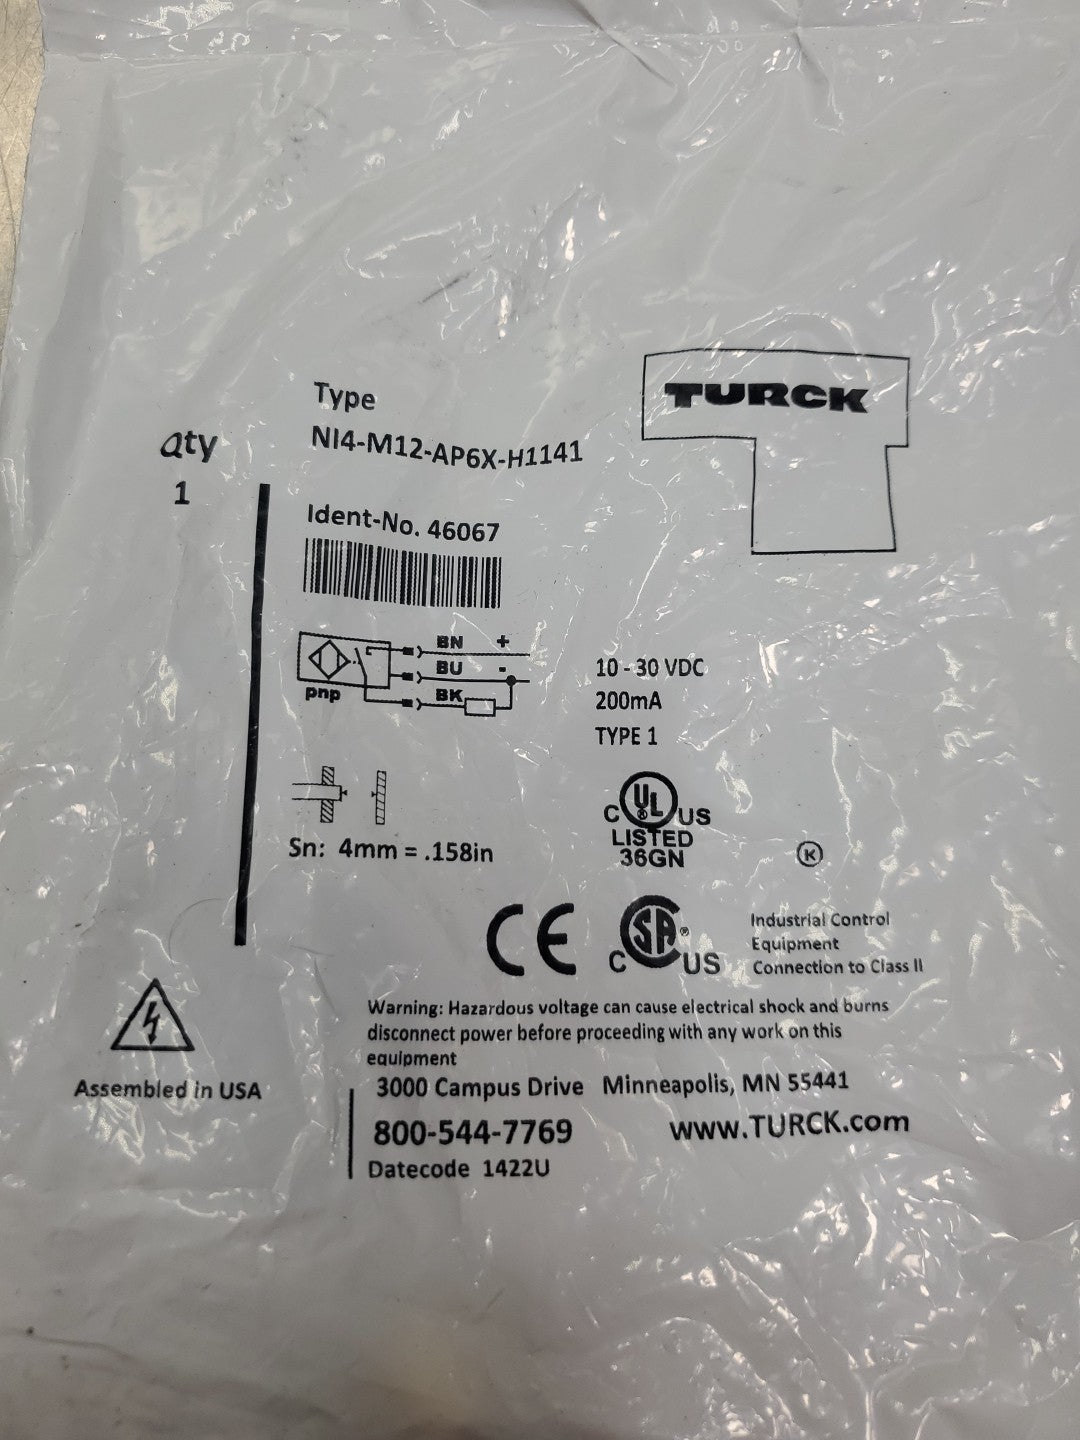 TURCK
Type
NI4-M12-AP6X-H1141
Qty
1
Ident-No. 46067
BN +
BU -
BK
pnp
10 - 30 VDC
200mA
TYPE 1
Sn: 4mm = .158in
C UL US
®
LISTED
36GN
K
CE
C SA ® US
Industrial Control
Equipment
Connection to Class II
Warning: Hazardous voltage can cause electrical shock and burns
disconnect power before proceeding with any work on this
equipment
Assembled in USA
3000 Campus Drive Minneapolis, MN 55441
800-544-7769 www.TURCK.com
Datecode 1422U